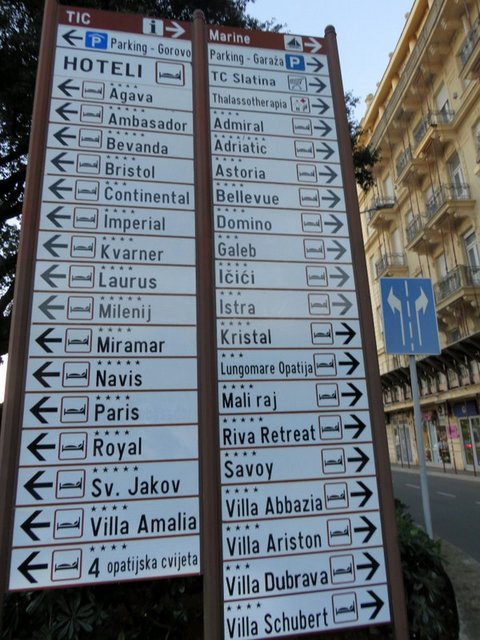 TIC i
P Parking - Gorovo
HOTELI
Agava
Ambasador
Bevanda
Bristol
Continental
Imperial
Kvarner
Laurus
Milenij
Miramar
Navis
Paris
Royal
Sv. Jakov
Villa Amalia
4 opatijska cvijeta
Marine
Parking - Garaža P
TC Slatina
Thalassotherapia
Admiral
Adriatic
Astoria
Bellevue
Domino
Galeb
Ičići
Istra
Kristal
Lungomare Opatija
Mali raj
Riva Retreat
Savoy
Villa Abbazia
Villa Ariston
Villa Dubrava
Villa Schubert